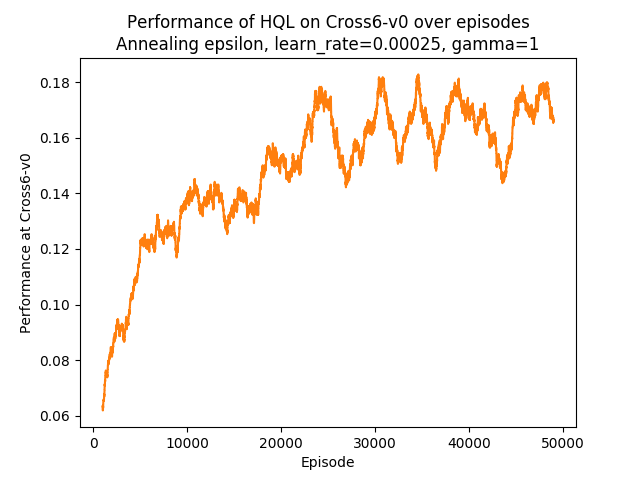 Performance of HQL on Cross6-v0 over episodes
Annealing epsilon, learn_rate=0.00025, gamma=1
Performance at Cross6-v0
0.18
0.16
0.14
0.12
0.10
0.08
0.06
0 10000 20000 30000 40000 50000
Episode